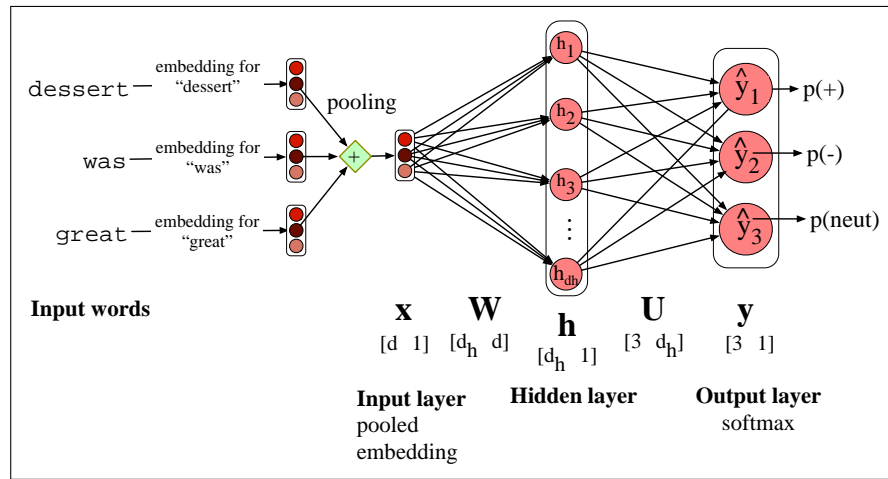 dessert
embedding for
“dessert”
pooling
was
embedding for
“was”
+
great
embedding for
“great”
h1
h2
h3
⋮
hdh
ŷ1
ŷ2
ŷ3
p(+)
p(-)
p(neut)
Input words
x
W
h
U
y
[d 1]
[dh d]
[dh 1]
[3 dh]
[3 1]
Input layer
pooled
embedding
Hidden layer
Output layer
softmax